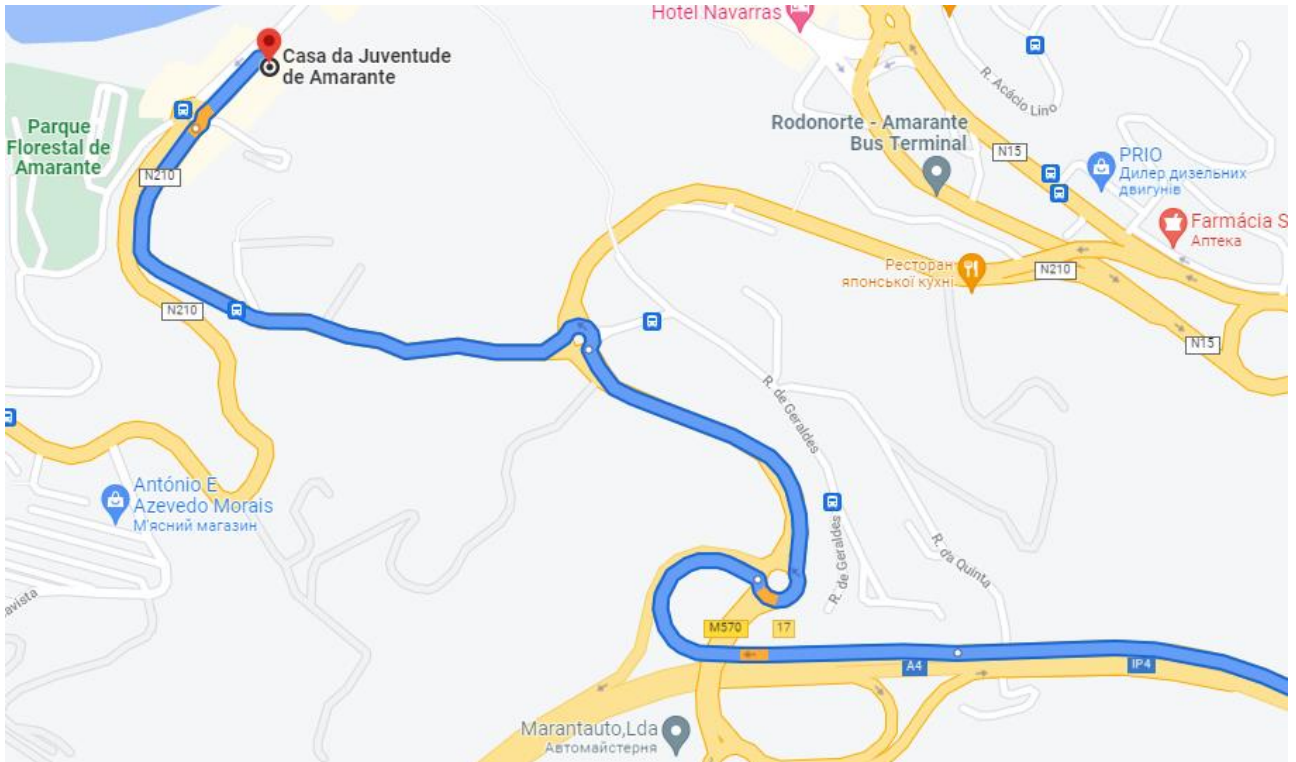 Hotel Navarras
Casa da Juventude
de Amarante
R. Acácio Lino
Parque
Florestal de
Amarante
Rodonorte - Amarante
Bus Terminal
N15
PRIO
Дилер дизельних
двигунів
N210
Farmácia S
Аптека
Ресторан
японської кухні
N210
N210
N15
R. de Geraldes
António E
Azevedo Morais
М'ясний магазин
R. de Geraldes
R. da Quinta
avista
M570
17
A4
IP4
Marantauto,Lda
Автомайстерня